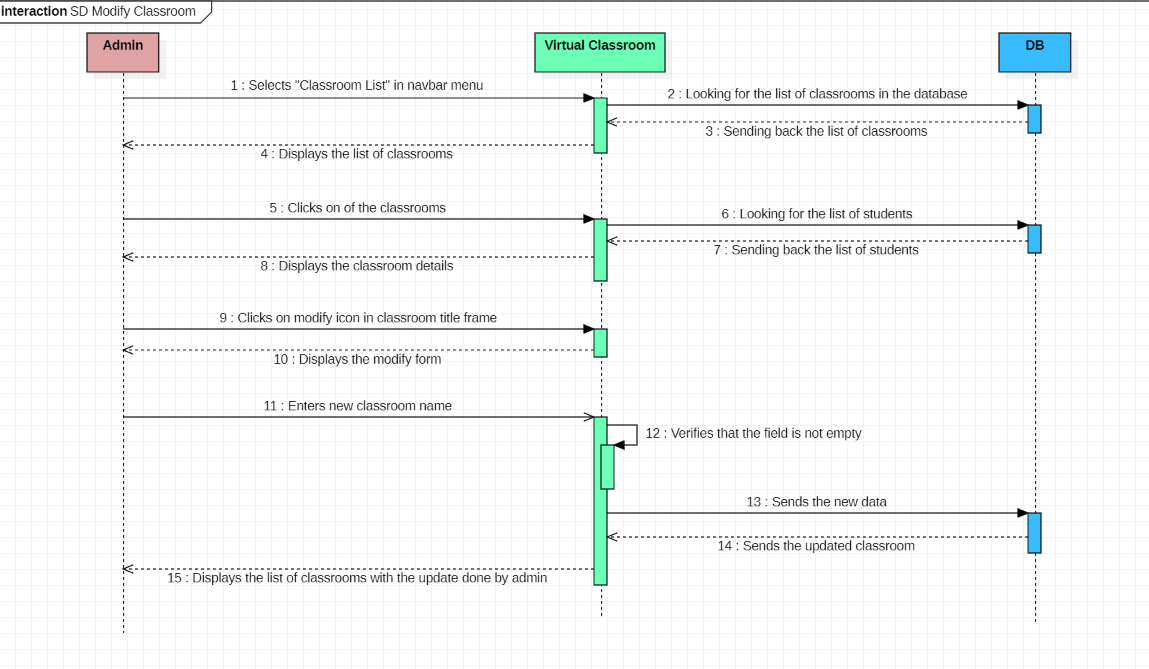 interaction SD Modify Classroom
Admin
Virtual Classroom
DB
1 : Selects "Classroom List" in navbar menu
2 : Looking for the list of classrooms in the database
3 : Sending back the list of classrooms
4 : Displays the list of classrooms
5 : Clicks on of the classrooms
6 : Looking for the list of students
7 : Sending back the list of students
8 : Displays the classroom details
9 : Clicks on modify icon in classroom title frame
10 : Displays the modify form
11 : Enters new classroom name
12 : Verifies that the field is not empty
13 : Sends the new data
14 : Sends the updated classroom
15 : Displays the list of classrooms with the update done by admin